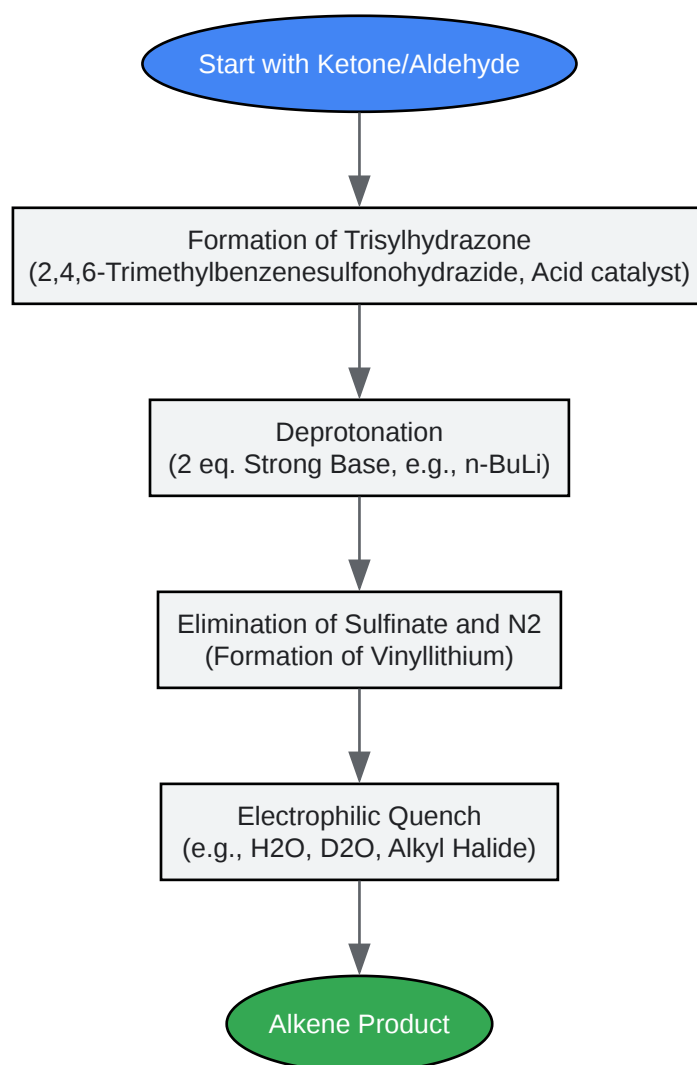 Start with Ketone/Aldehyde
Formation of Trisylhydrazone
(2,4,6-Trimethylbenzenesulfonohydrazide, Acid catalyst)
Deprotonation
(2 eq. Strong Base, e.g., n-BuLi)
Elimination of Sulfinate and N2
(Formation of Vinyllithium)
Electrophilic Quench
(e.g., H2O, D2O, Alkyl Halide)
Alkene Product